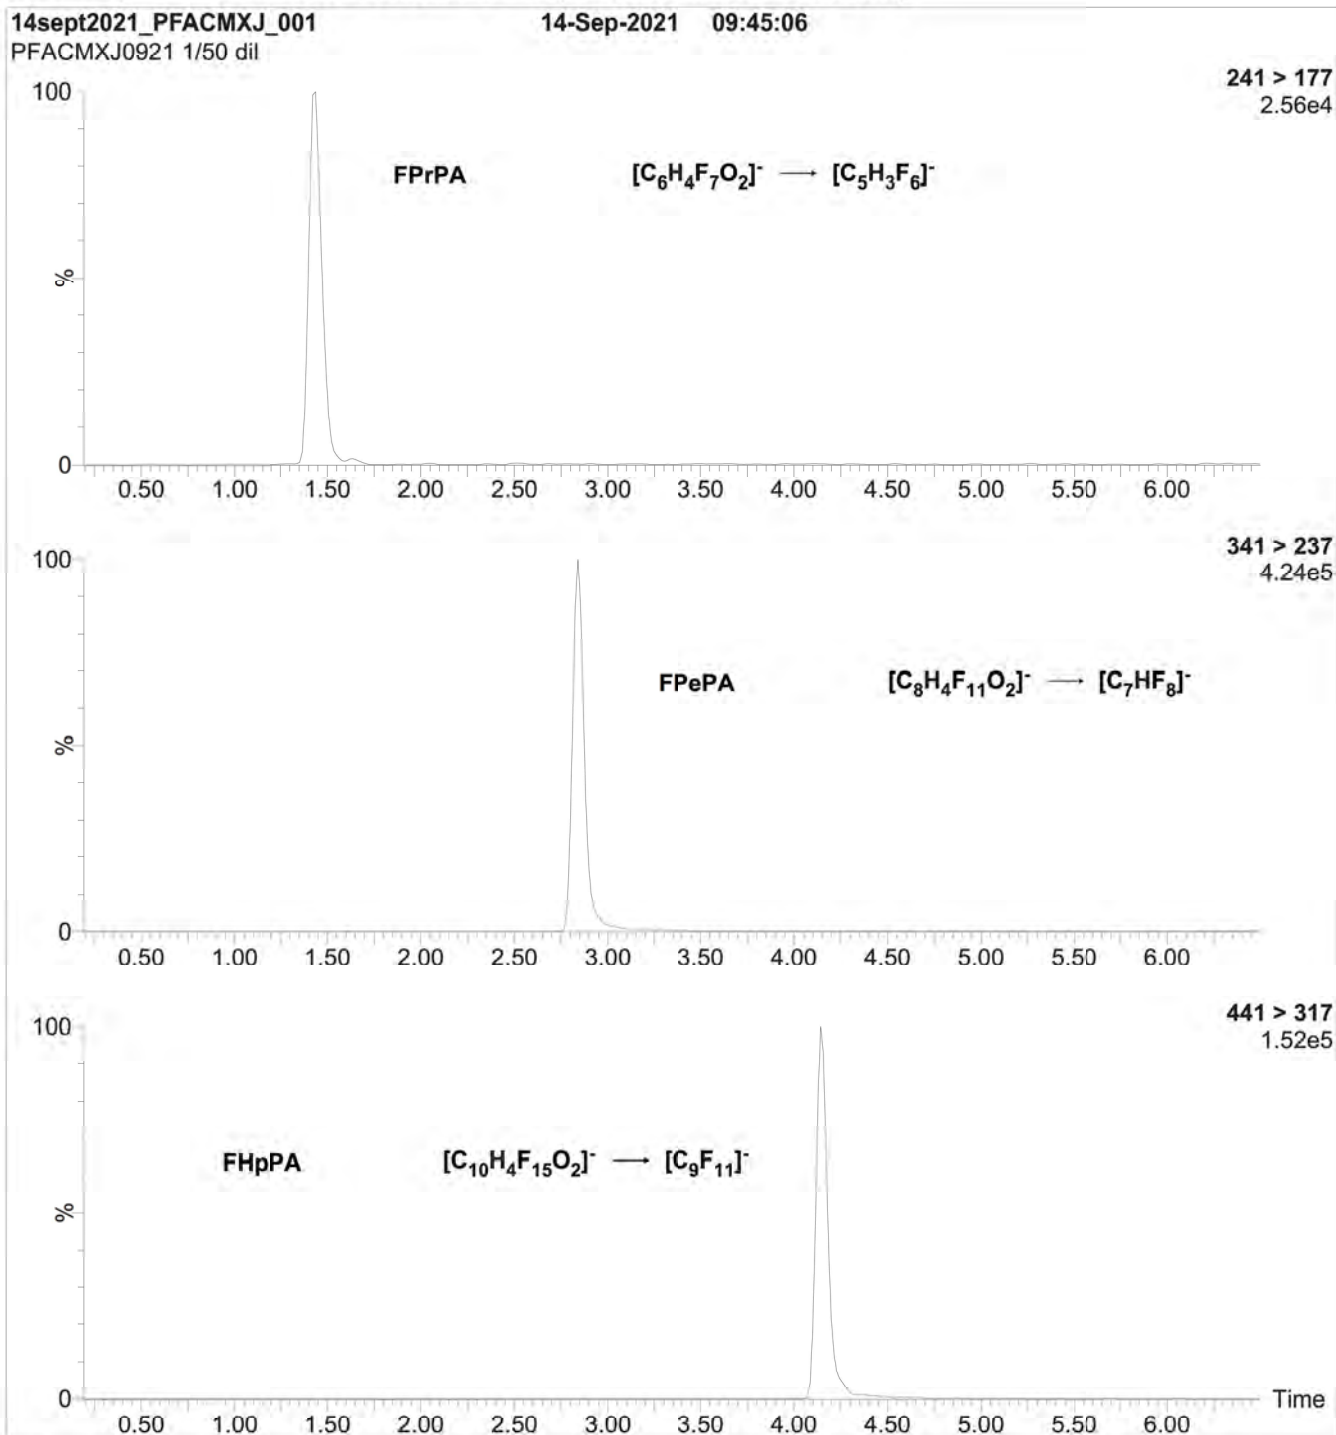 14sept2021_PFACMXJ_001 14-Sep-2021 09:45:06
PFACMXJ0921 1/50 dil
241 > 177
2.56e4
100
FPrPA [C₆H₄F₇O₂]⁻ → [C₅H₃F₆]⁻
%
0
0.50 1.00 1.50 2.00 2.50 3.00 3.50 4.00 4.50 5.00 5.50 6.00
341 > 237
4.24e5
100
FPePA [C₈H₄F₁₁O₂]⁻ → [C₇HF₈]⁻
%
0
0.50 1.00 1.50 2.00 2.50 3.00 3.50 4.00 4.50 5.00 5.50 6.00
441 > 317
1.52e5
100
FHpPA [C₁₀H₄F₁₅O₂]⁻ → [C₉F₁₁]⁻
%
0 Time
0.50 1.00 1.50 2.00 2.50 3.00 3.50 4.00 4.50 5.00 5.50 6.00